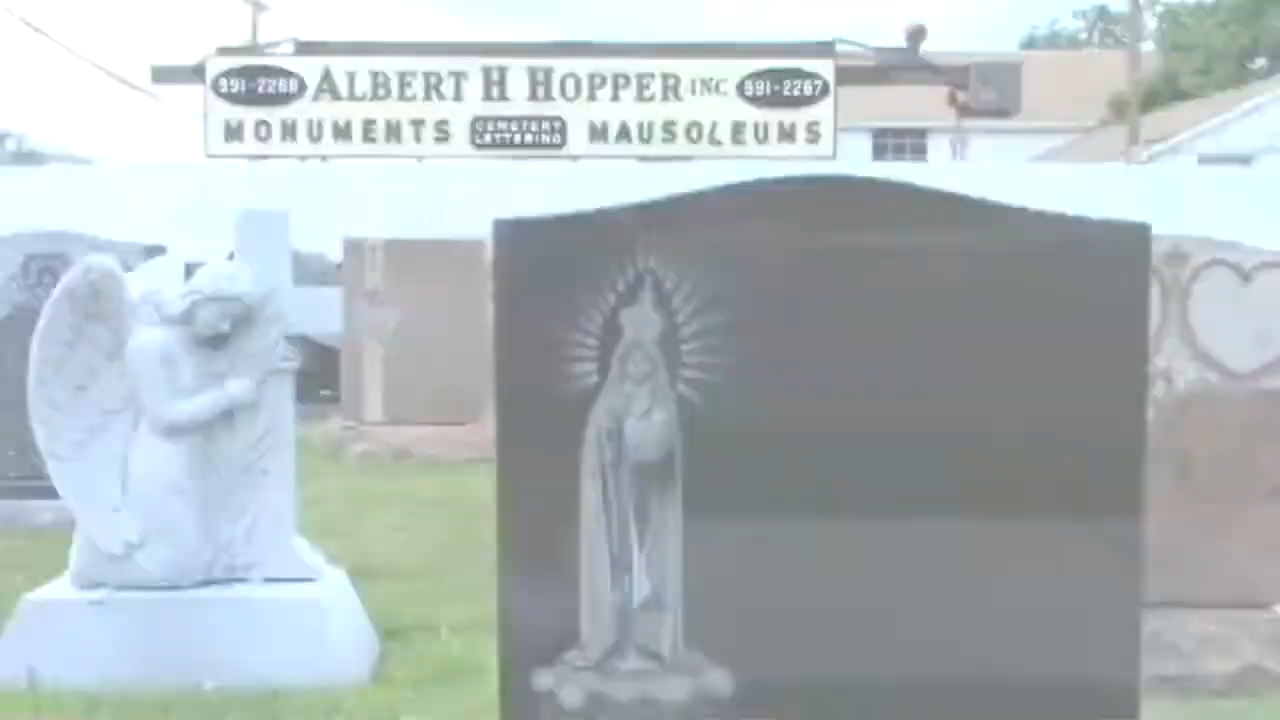 991-2268 ALBERT H HOPPER INC 991-2267
MONUMENTS CEMETERY LETTERING MAUSOLEUMS